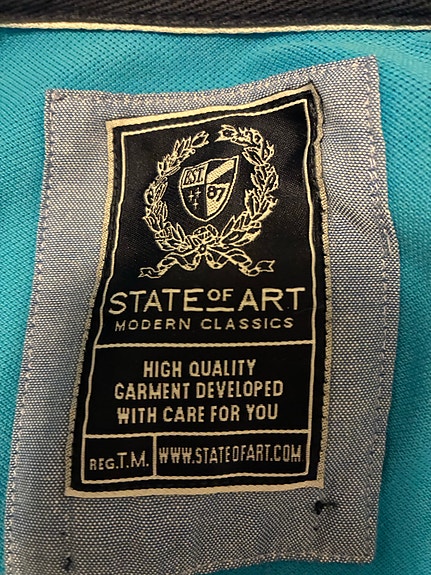 EST.
87
STATE OF ART
MODERN CLASSICS
HIGH QUALITY
GARMENT DEVELOPED
WITH CARE FOR YOU
REG.T.M. WWW.STATEOFART.COM